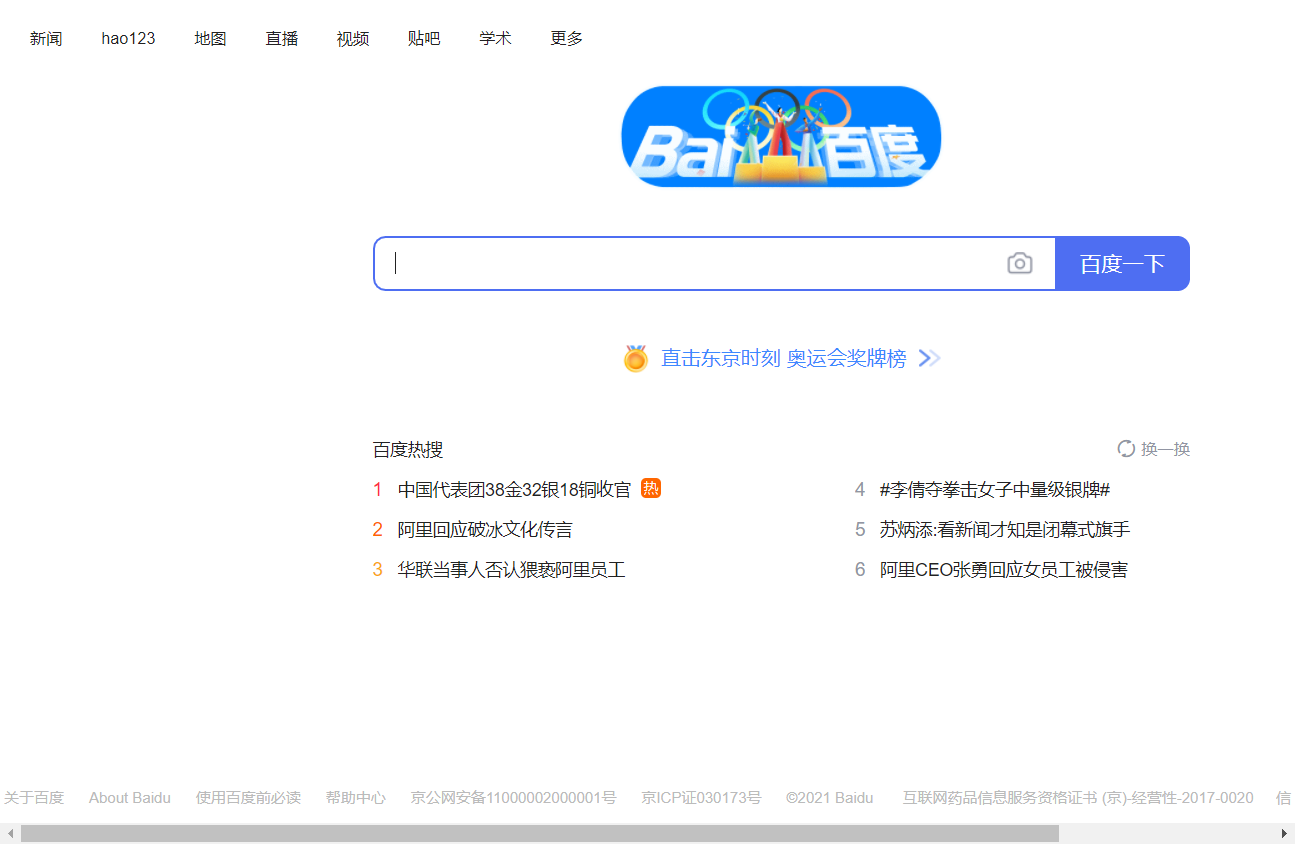 新闻 hao123 地图 直播 视频 贴吧 学术 更多
Bai 百度
百度一下
直击东京时刻 奥运会奖牌榜
百度热搜 换一换
1 中国代表团38金32银18铜收官 热
4 #李倩夺拳击女子中量级银牌#
2 阿里回应破冰文化传言
5 苏炳添:看新闻才知是闭幕式旗手
3 华联当事人否认猥亵阿里员工
6 阿里CEO张勇回应女员工被侵害
关于百度 About Baidu 使用百度前必读 帮助中心 京公网安备11000002000001号 京ICP证030173号 ©2021 Baidu 互联网药品信息服务资格证书 (京)-经营性-2017-0020 信